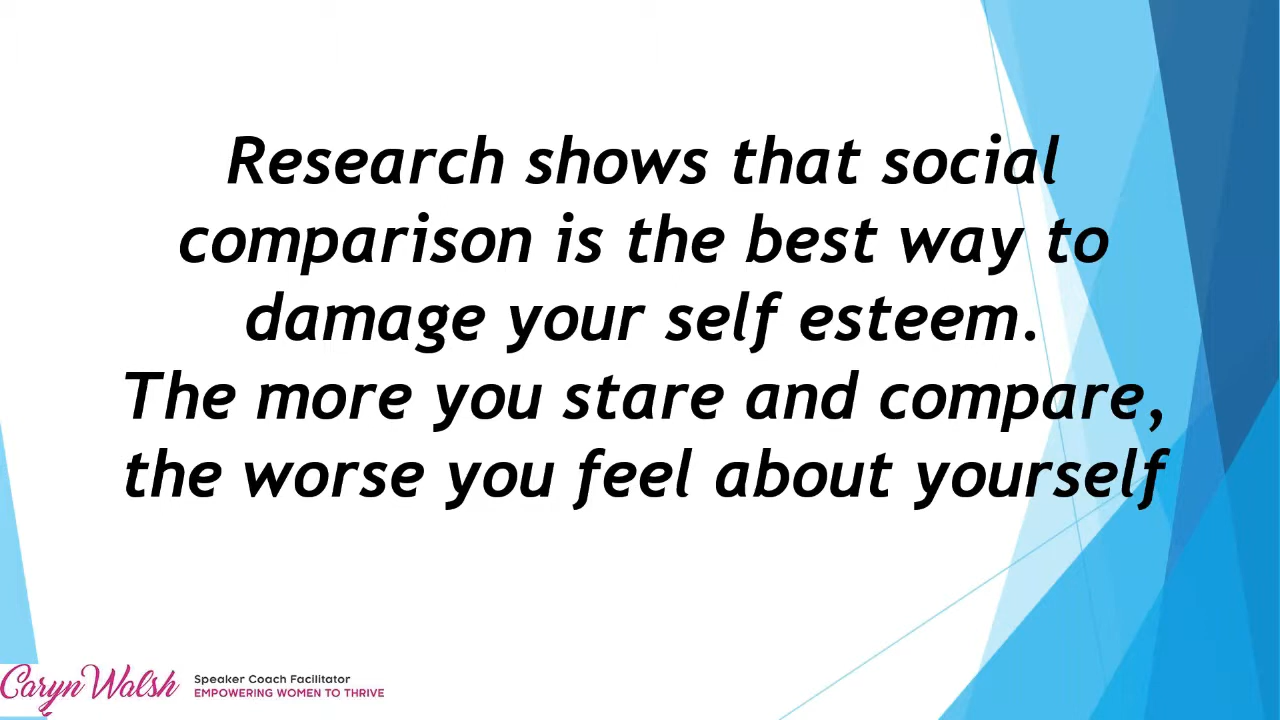 Research shows that social
comparison is the best way to
damage your self esteem.
The more you stare and compare,
the worse you feel about yourself
Caryn Walsh
Speaker Coach Facilitator
EMPOWERING WOMEN TO THRIVE